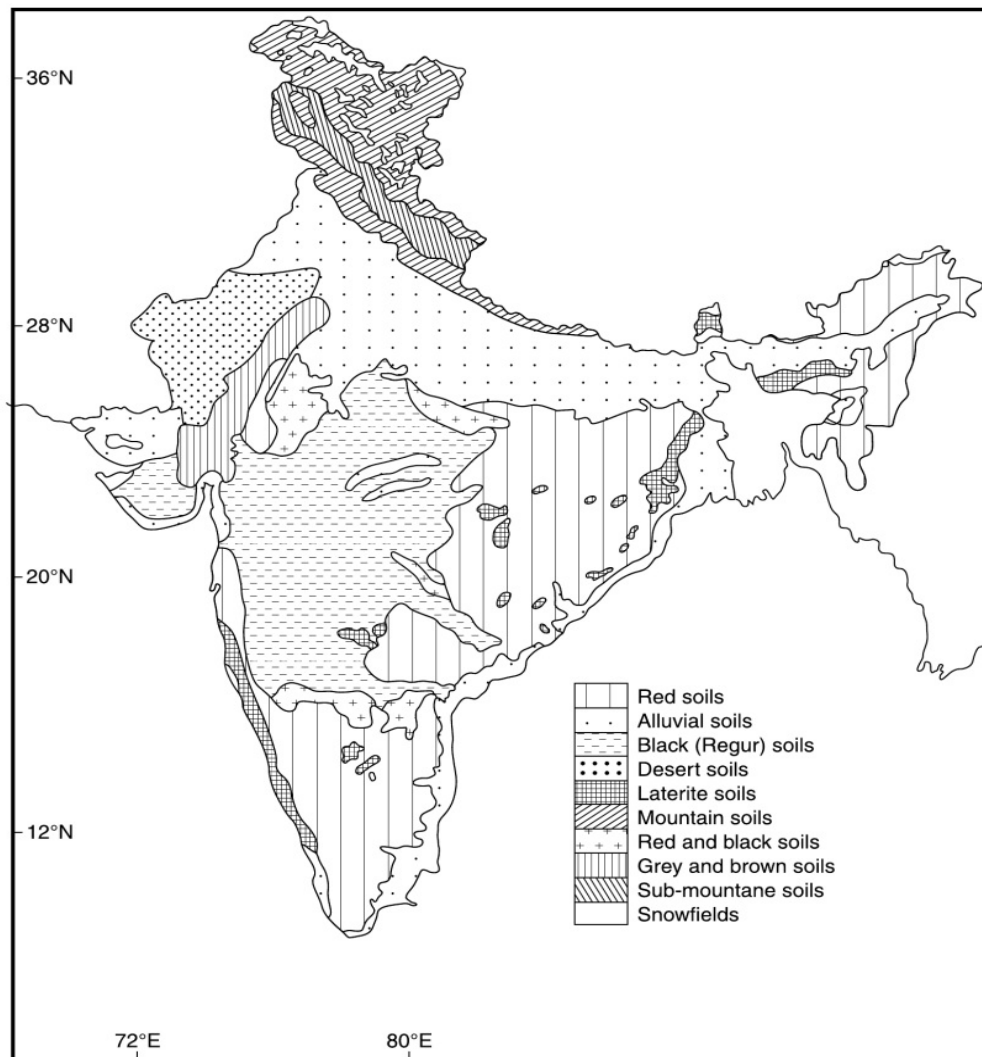 36°N
28°N
20°N
12°N
Red soils
Alluvial soils
Black (Regur) soils
Desert soils
Laterite soils
Mountain soils
Red and black soils
Grey and brown soils
Sub-mountane soils
Snowfields
72°E 80°E